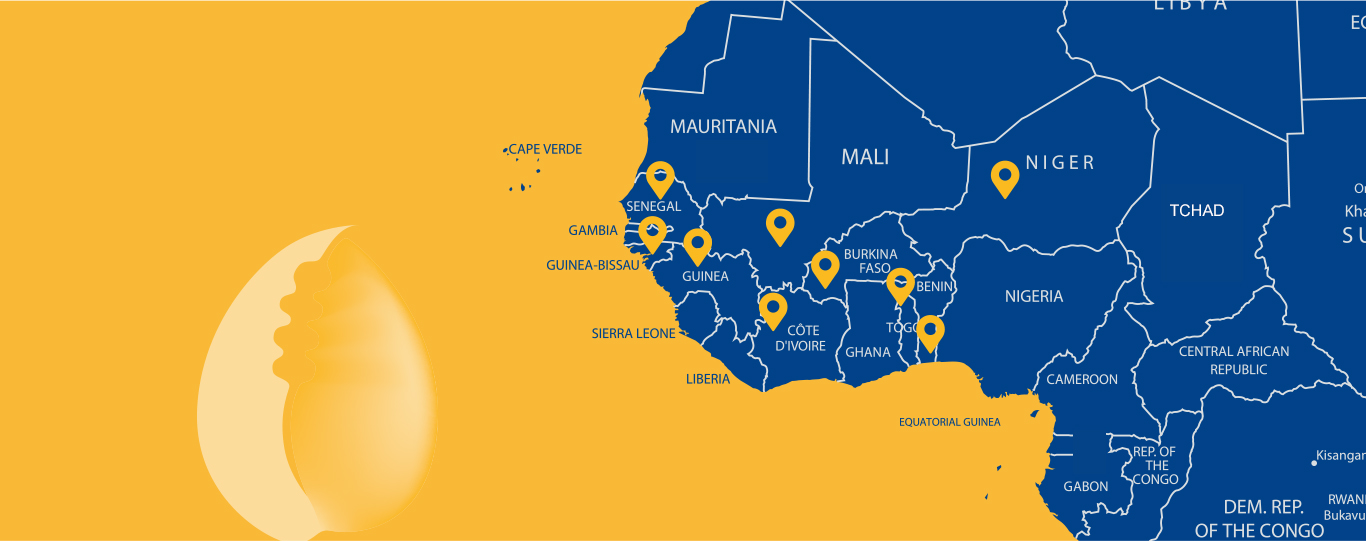 LIBYA
MAURITANIA
CAPE VERDE
MALI
NIGER
TCHAD
SENEGAL
GAMBIA
GUINEA-BISSAU
GUINEA
BURKINA
FASO
BENIN
NIGERIA
TOGO
SIERRA LEONE
CÔTE
D'IVOIRE
GHANA
LIBERIA
CENTRAL AFRICAN
REPUBLIC
CAMEROON
EQUATORIAL GUINEA
REP. OF
THE
CONGO
GABON
DEM. REP.
OF THE CONGO
Kisangan
RWAN
Bukavu
Kha
S U
EG